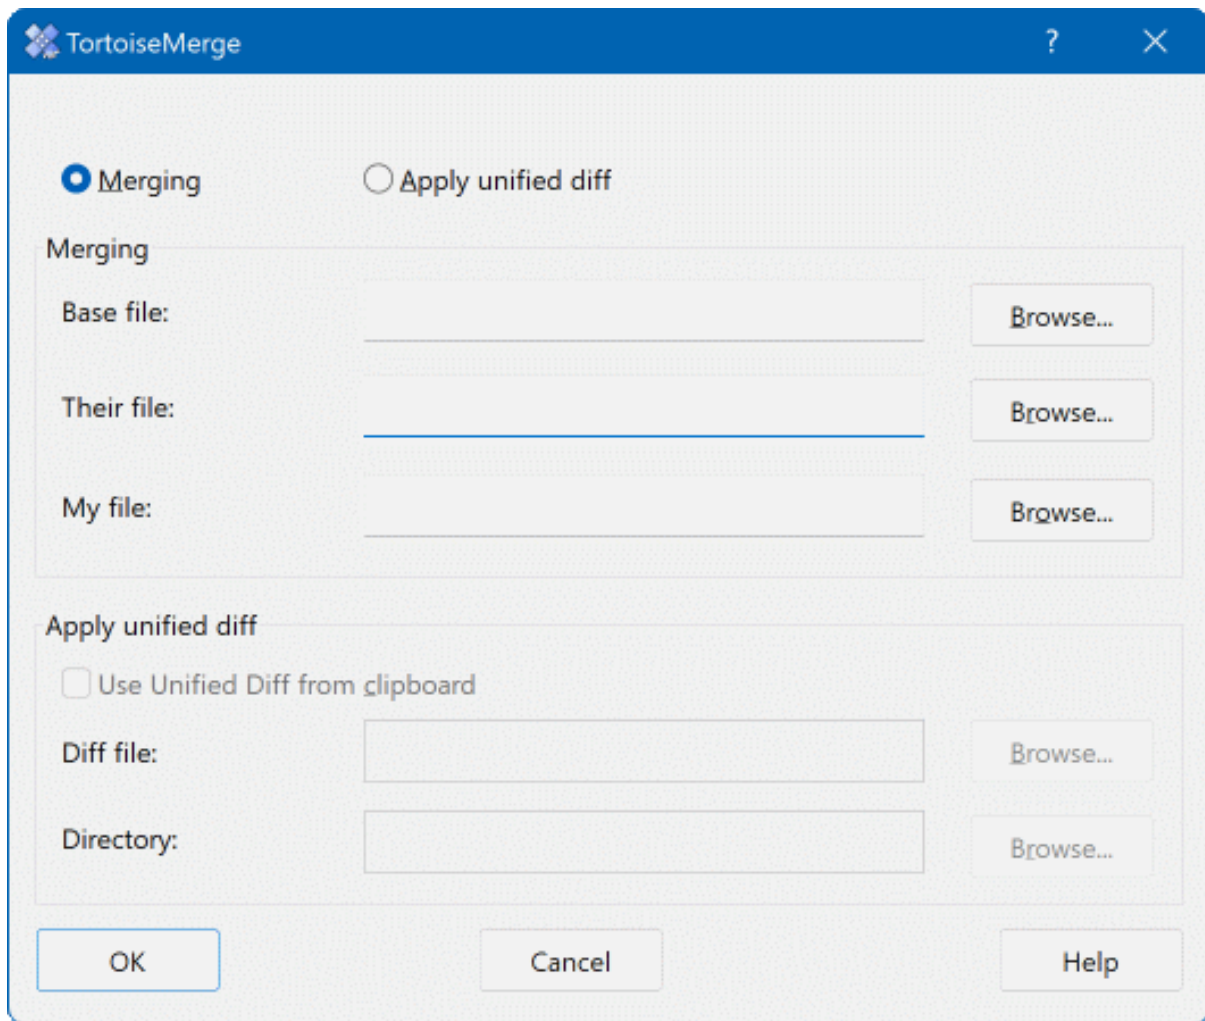 TortoiseMerge ?
Merging Apply unified diff
Merging
Base file: Browse...
Their file: Browse...
My file: Browse...
Apply unified diff
Use Unified Diff from clipboard
Diff file: Browse...
Directory: Browse...
OK Cancel Help